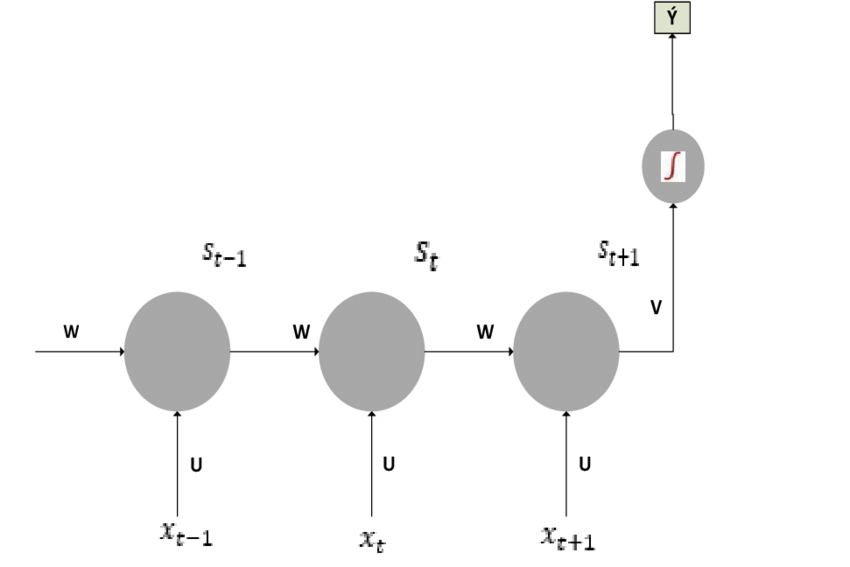 Ý
∫
s_{t-1} S_t s_{t+1}
V
W W W
U U U
x_{t-1} x_t x_{t+1}